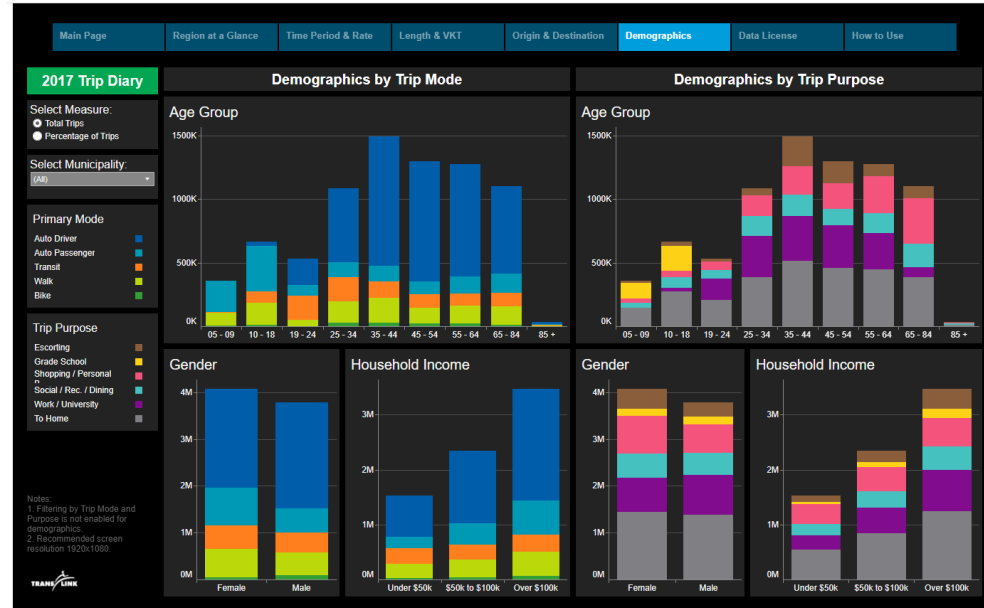 Main Page
Region at a Glance
Time Period & Rate
Length & VKT
Origin & Destination
Demographics
Data License
How to Use
2017 Trip Diary
Select Measure:
Total Trips
Percentage of Trips
Select Municipality:
(All)
Primary Mode
Auto Driver
Auto Passenger
Transit
Walk
Bike
Trip Purpose
Escorting
Grade School
Shopping / Personal
Social / Rec. / Dining
Work / University
To Home
Notes:
1. Filtering by Trip Mode and
Purpose is not enabled for
demographics.
2. Recommended screen
resolution 1920x1080.
TRANSLINK
Demographics by Trip Mode
Age Group
1500K
1000K
500K
0K
05 - 09 10 - 18 19 - 24 25 - 34 35 - 44 45 - 54 55 - 64 65 - 84 85 +
Gender
4M
3M
2M
1M
0M
Female Male
Household Income
3M
2M
1M
0M
Under $50k $50k to $100k Over $100k
Demographics by Trip Purpose
Age Group
1500K
1000K
500K
0K
05 - 09 10 - 18 19 - 24 25 - 34 35 - 44 45 - 54 55 - 64 65 - 84 85 +
Gender
4M
3M
2M
1M
0M
Female Male
Household Income
3M
2M
1M
0M
Under $50k $50k to $100k Over $100k